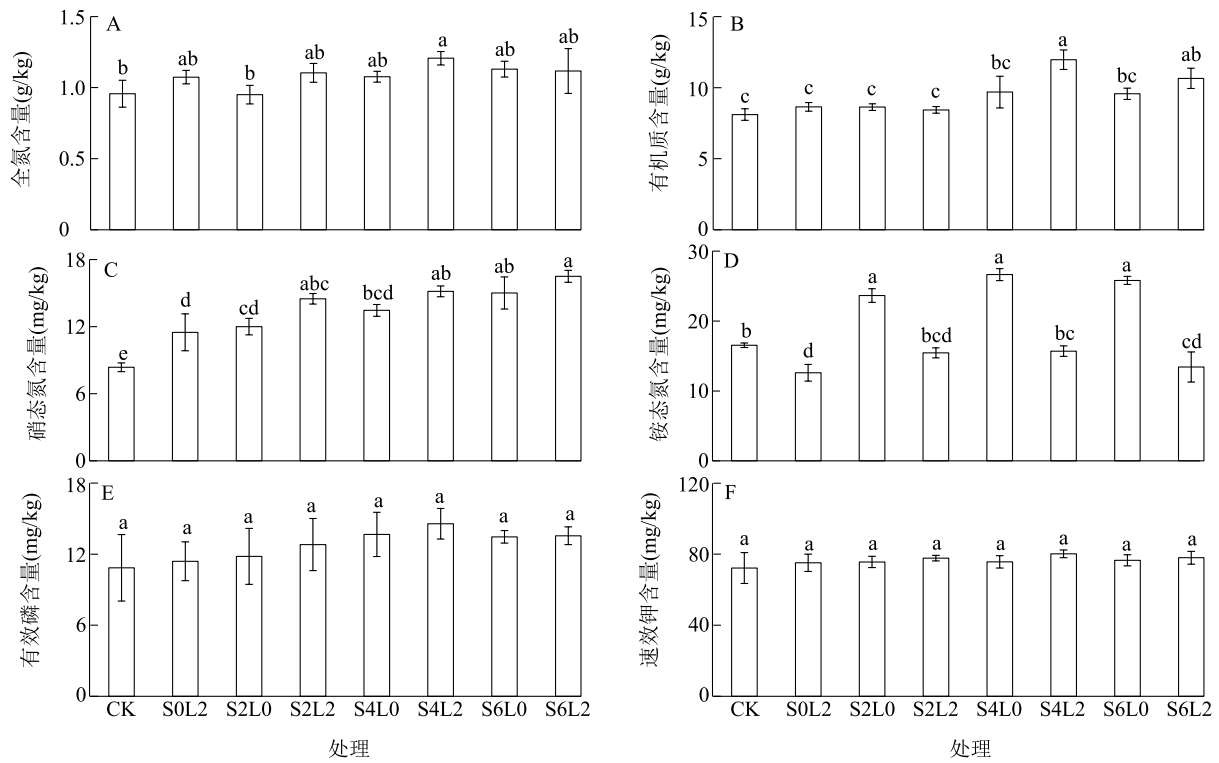 A
全氮含量(g/kg)
1.5
1.0
0.5
0
b
ab
b
ab
ab
a
ab
ab
B
有机质含量(g/kg)
15
10
5
0
c
c
c
c
bc
a
bc
ab
C
硝态氮含量(mg/kg)
18
12
6
0
e
d
cd
abc
bcd
ab
ab
a
D
铵态氮含量(mg/kg)
30
20
10
0
b
d
a
bcd
a
bc
a
cd
E
有效磷含量(mg/kg)
18
12
6
0
a
a
a
a
a
a
a
a
CK S0L2 S2L0 S2L2 S4L0 S4L2 S6L0 S6L2
处理
F
速效钾含量(mg/kg)
120
80
40
0
a
a
a
a
a
a
a
a
CK S0L2 S2L0 S2L2 S4L0 S4L2 S6L0 S6L2
处理